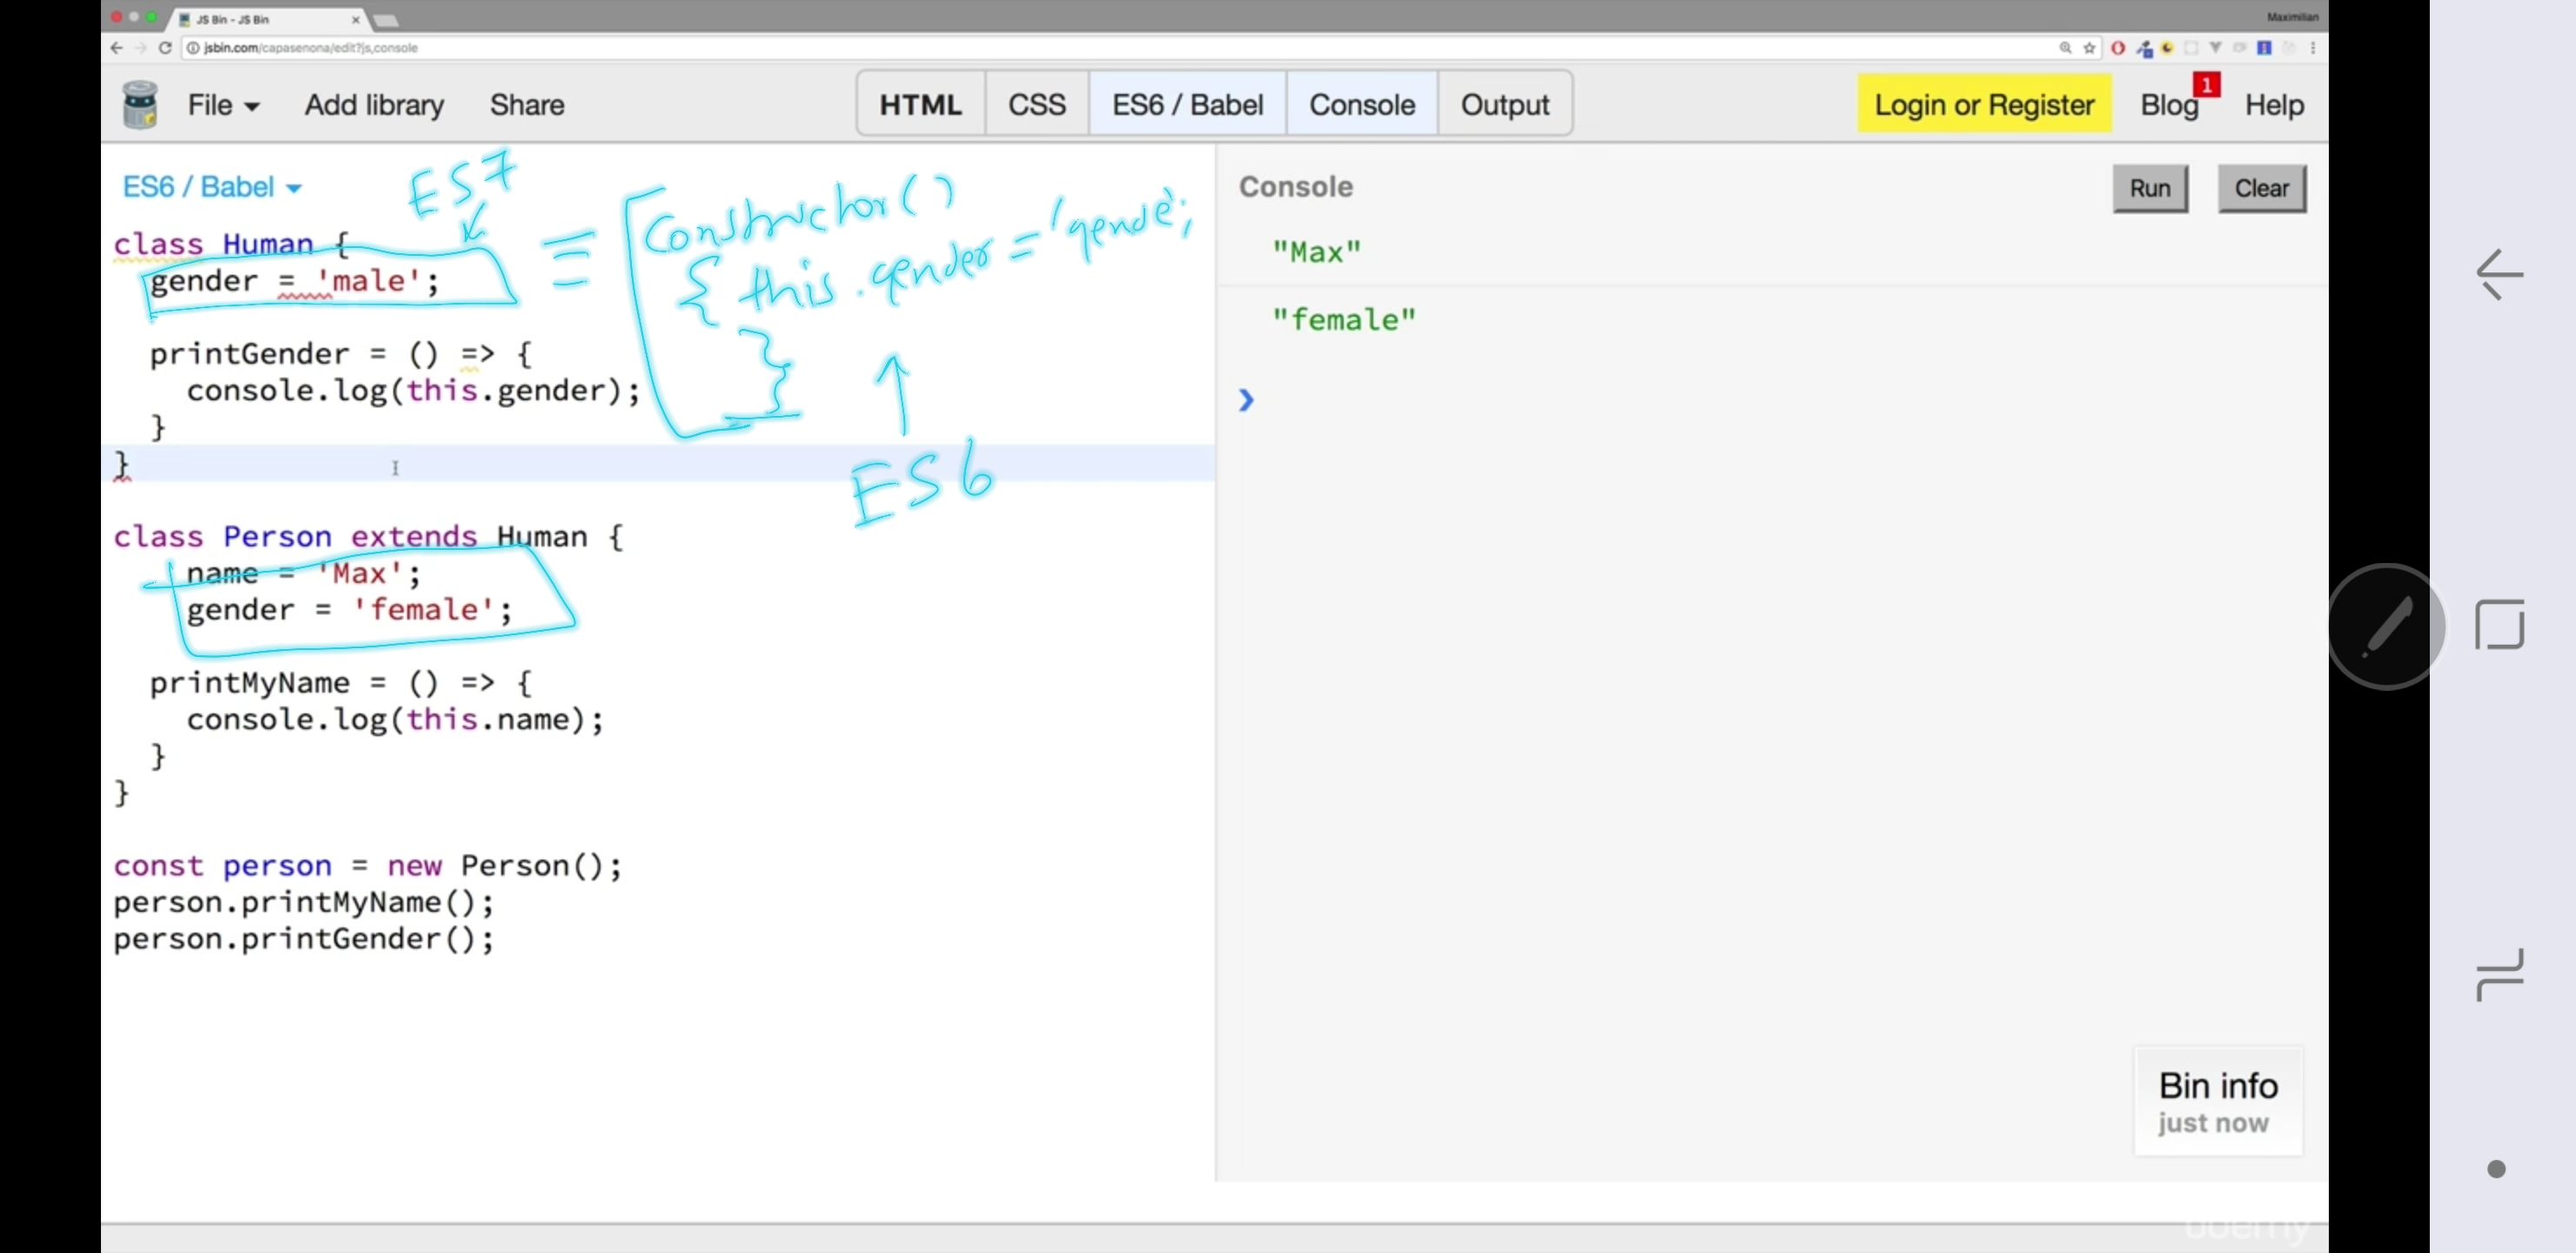 JS Bin - JS Bin
Maximilian
jsbin.com/capasenona/edit?js,console
File
Add library
Share
HTML
CSS
ES6 / Babel
Console
Output
Login or Register
Blog
1
Help
ES6 / Babel
ES7
class Human {
gender = 'male';
printGender = () => {
console.log(this.gender);
}
}
class Person extends Human {
name = 'Max';
gender = 'female';
printMyName = () => {
console.log(this.name);
}
}
const person = new Person();
person.printMyName();
person.printGender();
≡
Constructor()
{ this.gender = 'gende';
}
ES6
Console
Run
Clear
"Max"
"female"
Bin info
just now
udemy